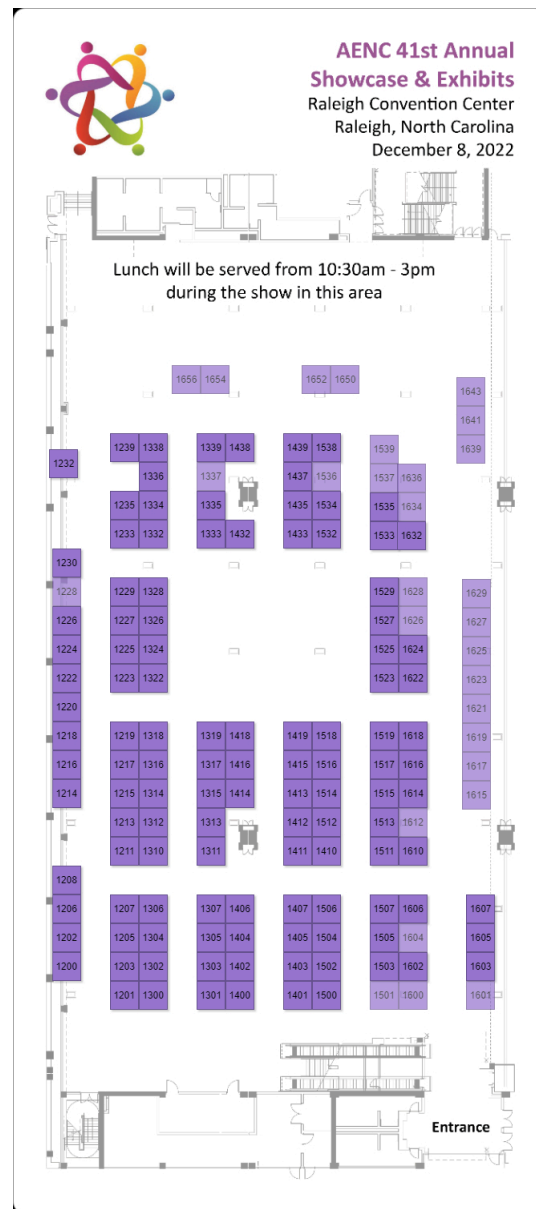 AENC 41st Annual
Showcase & Exhibits
Raleigh Convention Center
Raleigh, North Carolina
December 8, 2022
Lunch will be served from 10:30am - 3pm
during the show in this area
1656 1654 1652 1650
1643
1641
1639
1239 1338 1339 1438 1439 1538 1539
1232
1336 1337 1437 1536 1537 1636
1235 1334 1335 1435 1534 1535 1634
1233 1332 1333 1432 1433 1532 1533 1632
1230
1228
1229 1328 1529 1628 1629
1226 1227 1326 1527 1626 1627
1224 1225 1324 1525 1624 1625
1222 1223 1322 1523 1622 1623
1220 1621
1218 1219 1318 1319 1418 1419 1518 1519 1618 1619
1216 1217 1316 1317 1416 1415 1516 1517 1616 1617
1214 1215 1314 1315 1414 1413 1514 1515 1614 1615
1213 1312 1313 1412 1512 1513 1612
1211 1310 1311 1411 1410 1511 1610
1208
1206 1207 1306 1307 1406 1407 1506 1507 1606 1607
1202 1205 1304 1305 1404 1405 1504 1505 1604 1605
1200 1203 1302 1303 1402 1403 1502 1503 1602 1603
1201 1300 1301 1400 1401 1500 1501 1600 1601
Entrance